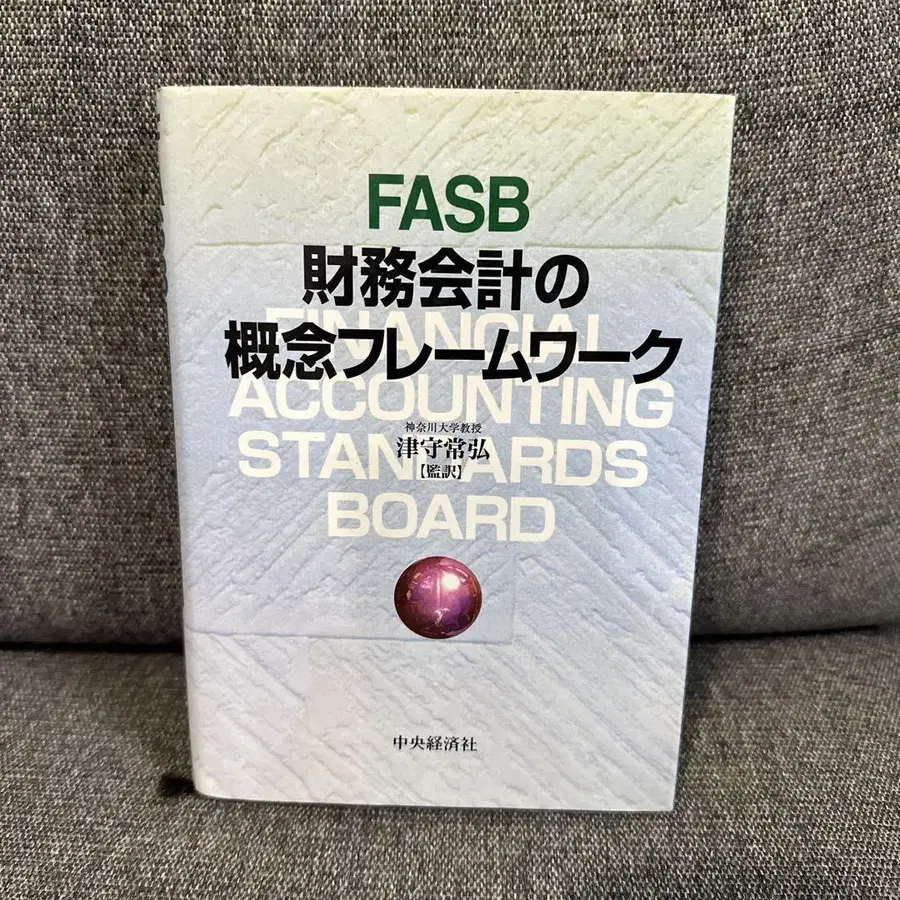 FASB
財務会計の
概念フレームワーク
FINANCIAL
ACCOUNTING
STANDARDS
BOARD
神奈川大学教授
津守常弘
【監訳】
中央経済社